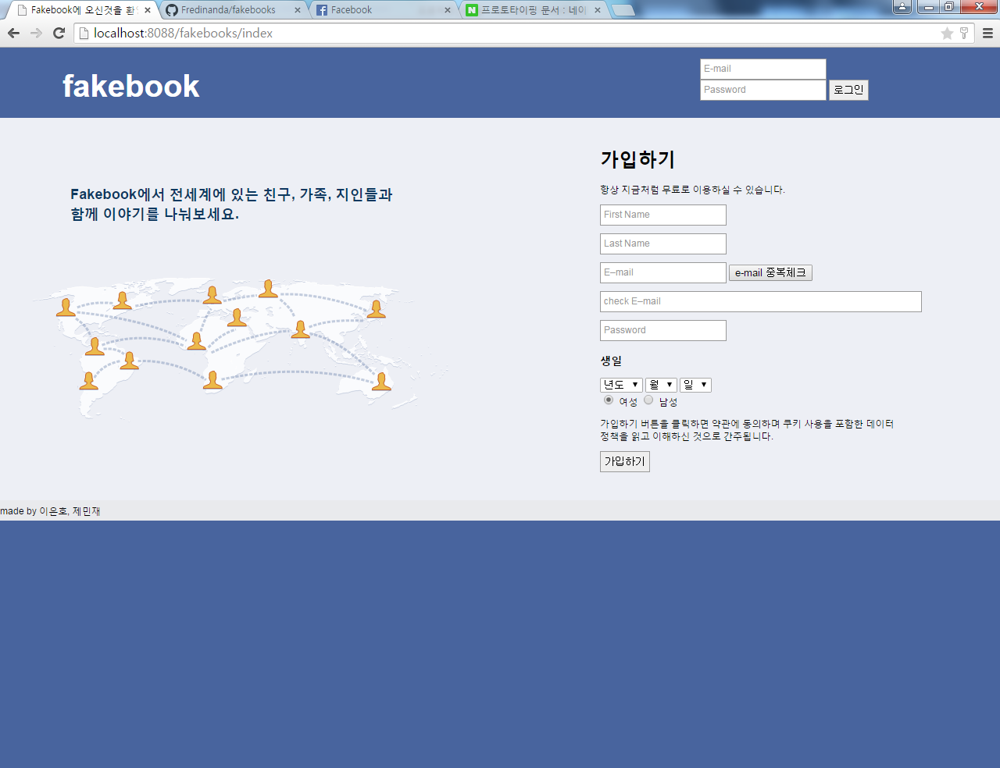 Fakebook에 오신것을 환영
Fredinanda/fakebooks
Facebook
프로토타이핑 문서 : 네이
localhost:8088/fakebooks/index
fakebook
E-mail
Password
로그인
가입하기
항상 지금처럼 무료로 이용하실 수 있습니다.
Fakebook에서 전세계에 있는 친구, 가족, 지인들과
함께 이야기를 나눠보세요.
First Name
Last Name
E–mail
e-mail 중복체크
check E–mail
Password
생일
년도 월 일
여성 남성
가입하기 버튼을 클릭하면 약관에 동의하며 쿠키 사용을 포함한 데이터
정책을 읽고 이해하신 것으로 간주됩니다.
가입하기
made by 이은호, 제민재